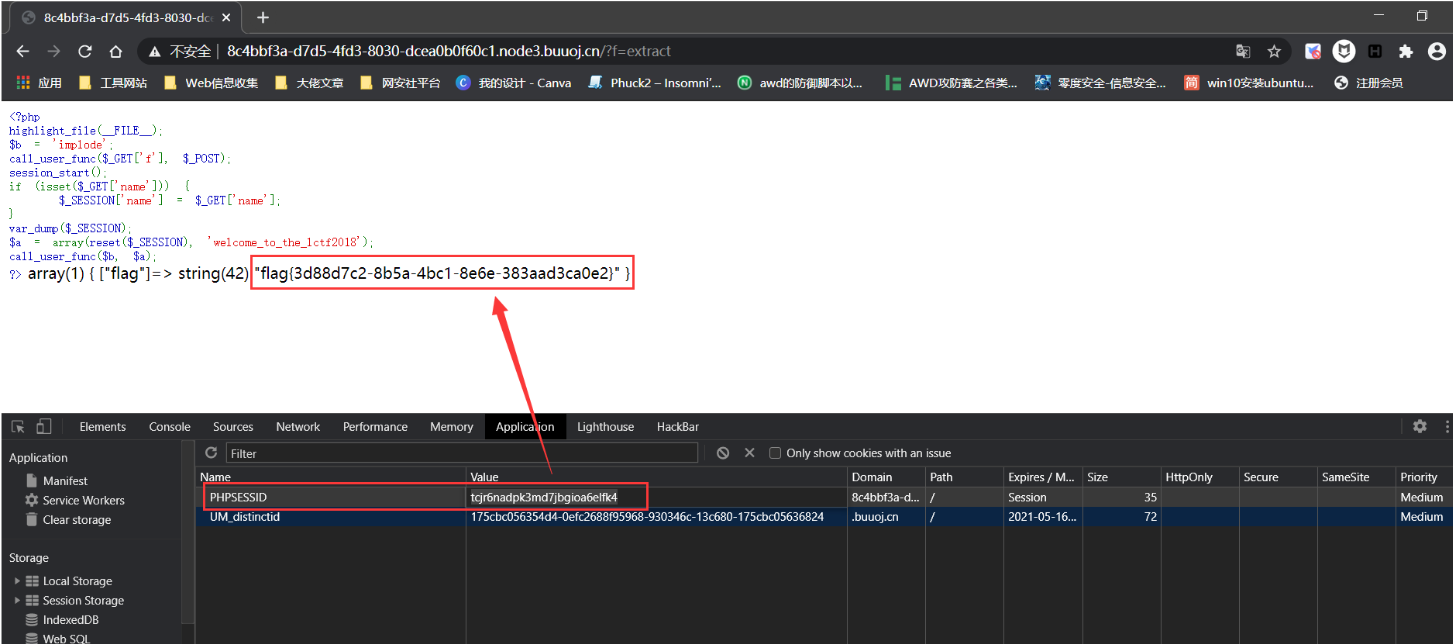 8c4bbf3a-d7d5-4fd3-8030-dce
不安全 | 8c4bbf3a-d7d5-4fd3-8030-dcea0b0f60c1.node3.buuoj.cn/?f=extract
应用 工具网站 Web信息收集 大佬文章 网安社平台 我的设计 - Canva Phuck2 – Insomni'... awd的防御脚本以... AWD攻防赛之各类... 零度安全-信息安全... 简 win10安装ubuntu... 注册会员
<?php
highlight_file(__FILE__);
$b = 'implode';
call_user_func($_GET['f'], $_POST);
session_start();
if (isset($_GET['name'])) {
$_SESSION['name'] = $_GET['name'];
}
var_dump($_SESSION);
$a = array(reset($_SESSION), 'welcome_to_the_lctf2018');
call_user_func($b, $a);
?> array(1) { ["flag"]=> string(42) "flag{3d88d7c2-8b5a-4bc1-8e6e-383aad3ca0e2}" }
Elements Console Sources Network Performance Memory Application Lighthouse HackBar
Application
Filter Only show cookies with an issue
Manifest
Service Workers
Clear storage
Storage
Local Storage
Session Storage
IndexedDB
Web SQL
Name Value Domain Path Expires / M... Size HttpOnly Secure SameSite Priority
PHPSESSID tcjr6nadpk3md7jbgioa6elfk4 8c4bbf3a-d... / Session 35 Medium
UM_distinctid 175cbc056354d4-0efc2688f95968-930346c-13c680-175cbc05636824 .buuoj.cn / 2021-05-16... 72 Medium